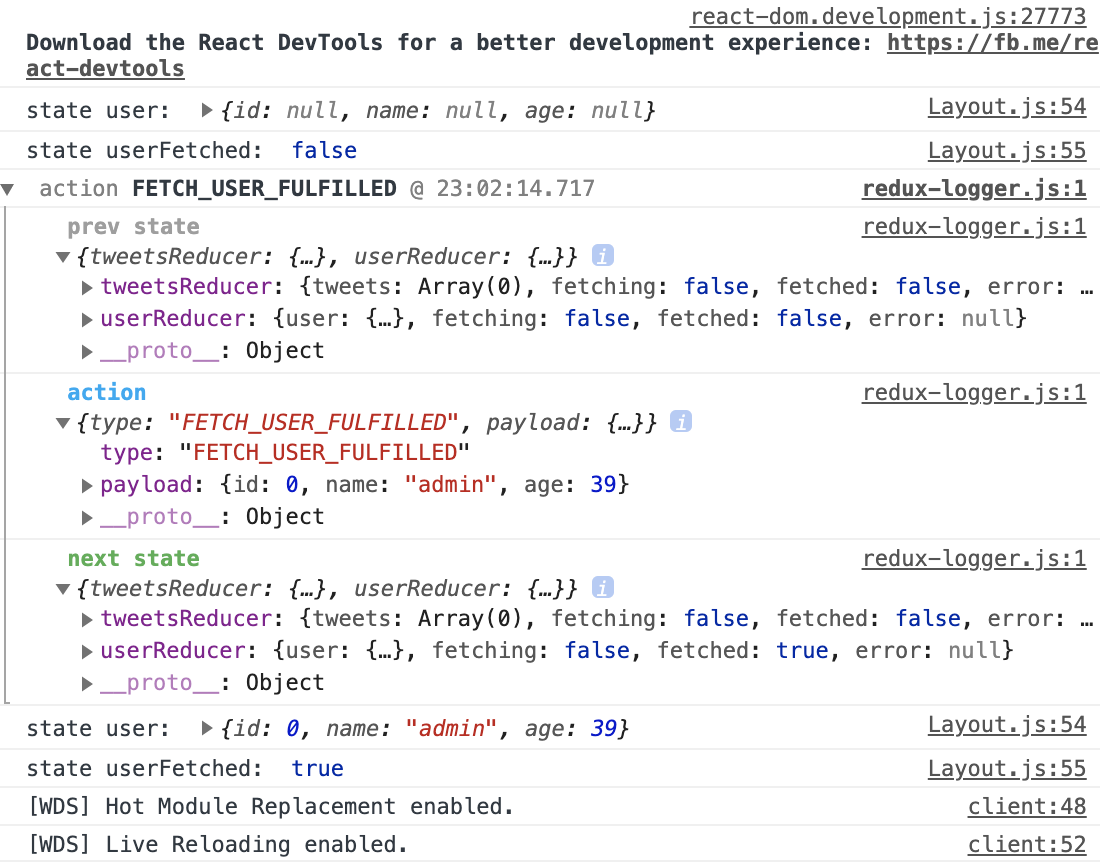 react-dom.development.js:27773
Download the React DevTools for a better development experience: https://fb.me/re
act-devtools
state user: ▶{id: null, name: null, age: null} Layout.js:54
state userFetched: false Layout.js:55
▼ action FETCH_USER_FULFILLED @ 23:02:14.717 redux-logger.js:1
prev state redux-logger.js:1
▼{tweetsReducer: {…}, userReducer: {…}} i
▶tweetsReducer: {tweets: Array(0), fetching: false, fetched: false, error: …
▶userReducer: {user: {…}, fetching: false, fetched: false, error: null}
▶__proto__: Object
action redux-logger.js:1
▼{type: "FETCH_USER_FULFILLED", payload: {…}} i
type: "FETCH_USER_FULFILLED"
▶payload: {id: 0, name: "admin", age: 39}
▶__proto__: Object
next state redux-logger.js:1
▼{tweetsReducer: {…}, userReducer: {…}} i
▶tweetsReducer: {tweets: Array(0), fetching: false, fetched: false, error: …
▶userReducer: {user: {…}, fetching: false, fetched: true, error: null}
▶__proto__: Object
state user: ▶{id: 0, name: "admin", age: 39} Layout.js:54
state userFetched: true Layout.js:55
[WDS] Hot Module Replacement enabled. client:48
[WDS] Live Reloading enabled. client:52